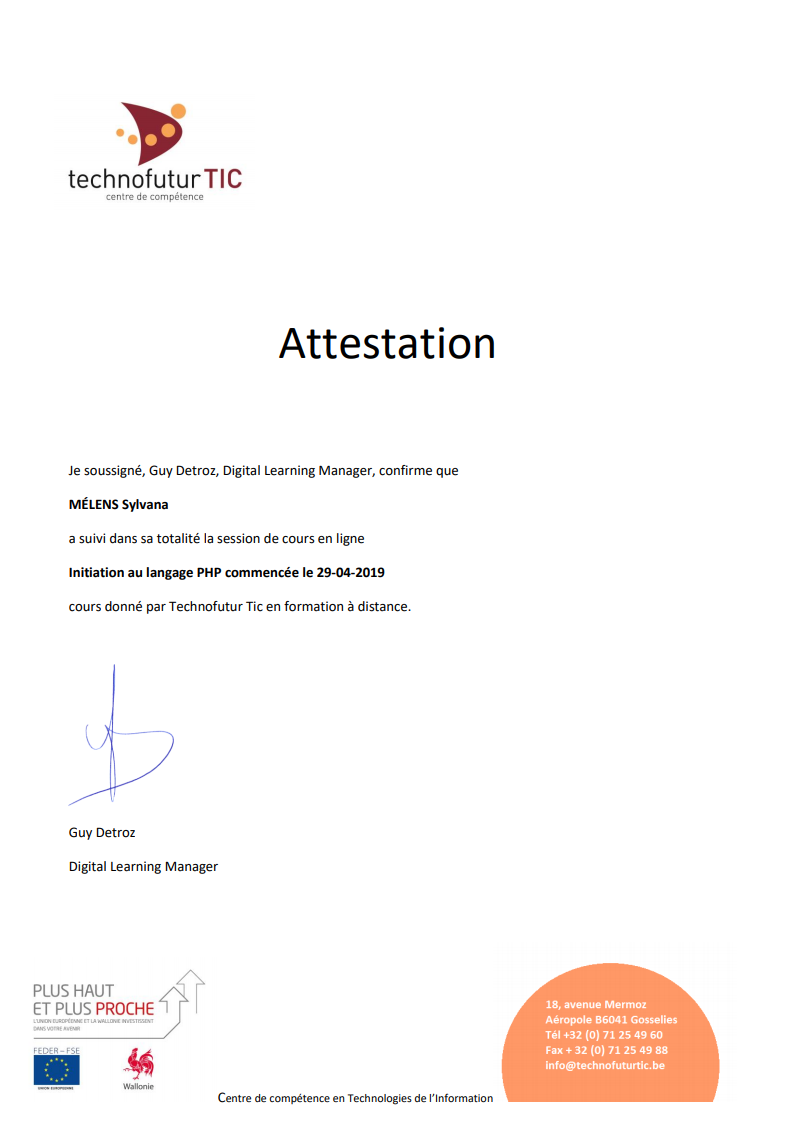 technofutur TIC
centre de compétence
Attestation
Je soussigné, Guy Detroz, Digital Learning Manager, confirme que
MÉLENS Sylvana
a suivi dans sa totalité la session de cours en ligne
Initiation au langage PHP commencée le 29-04-2019
cours donné par Technofutur Tic en formation à distance.
Guy Detroz
Digital Learning Manager
PLUS HAUT
ET PLUS PROCHE
L'UNION EUROPÉENNE ET LA WALLONIE INVESTISSENT
DANS VOTRE AVENIR
FEDER–FSE
UNION EUROPEENNE
Wallonie
18, avenue Mermoz
Aéropole B6041 Gosselies
Tél +32 (0) 71 25 49 60
Fax + 32 (0) 71 25 49 88
info@technofuturtic.be
Centre de compétence en Technologies de l'Information